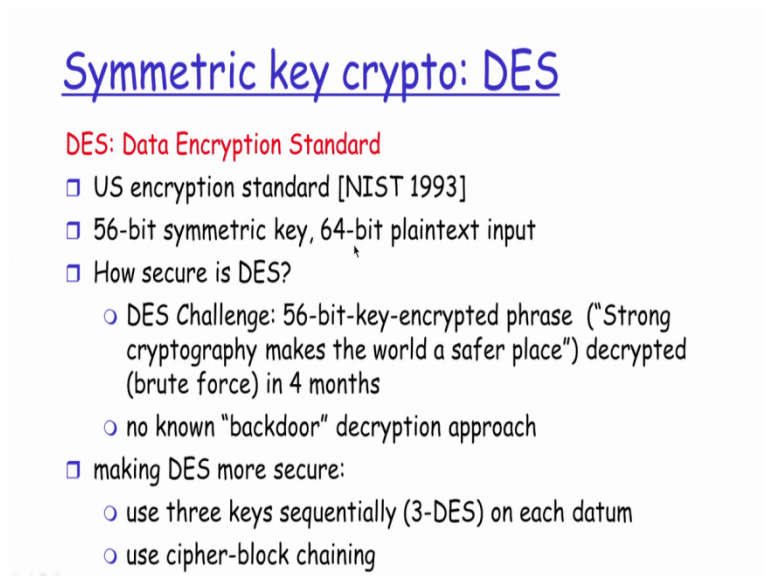 Symmetric key crypto: DES
DES: Data Encryption Standard
US encryption standard [NIST 1993]
56-bit symmetric key, 64-bit plaintext input
How secure is DES?
DES Challenge: 56-bit-key-encrypted phrase ("Strong
cryptography makes the world a safer place") decrypted
(brute force) in 4 months
no known "backdoor" decryption approach
making DES more secure:
use three keys sequentially (3-DES) on each datum
use cipher-block chaining